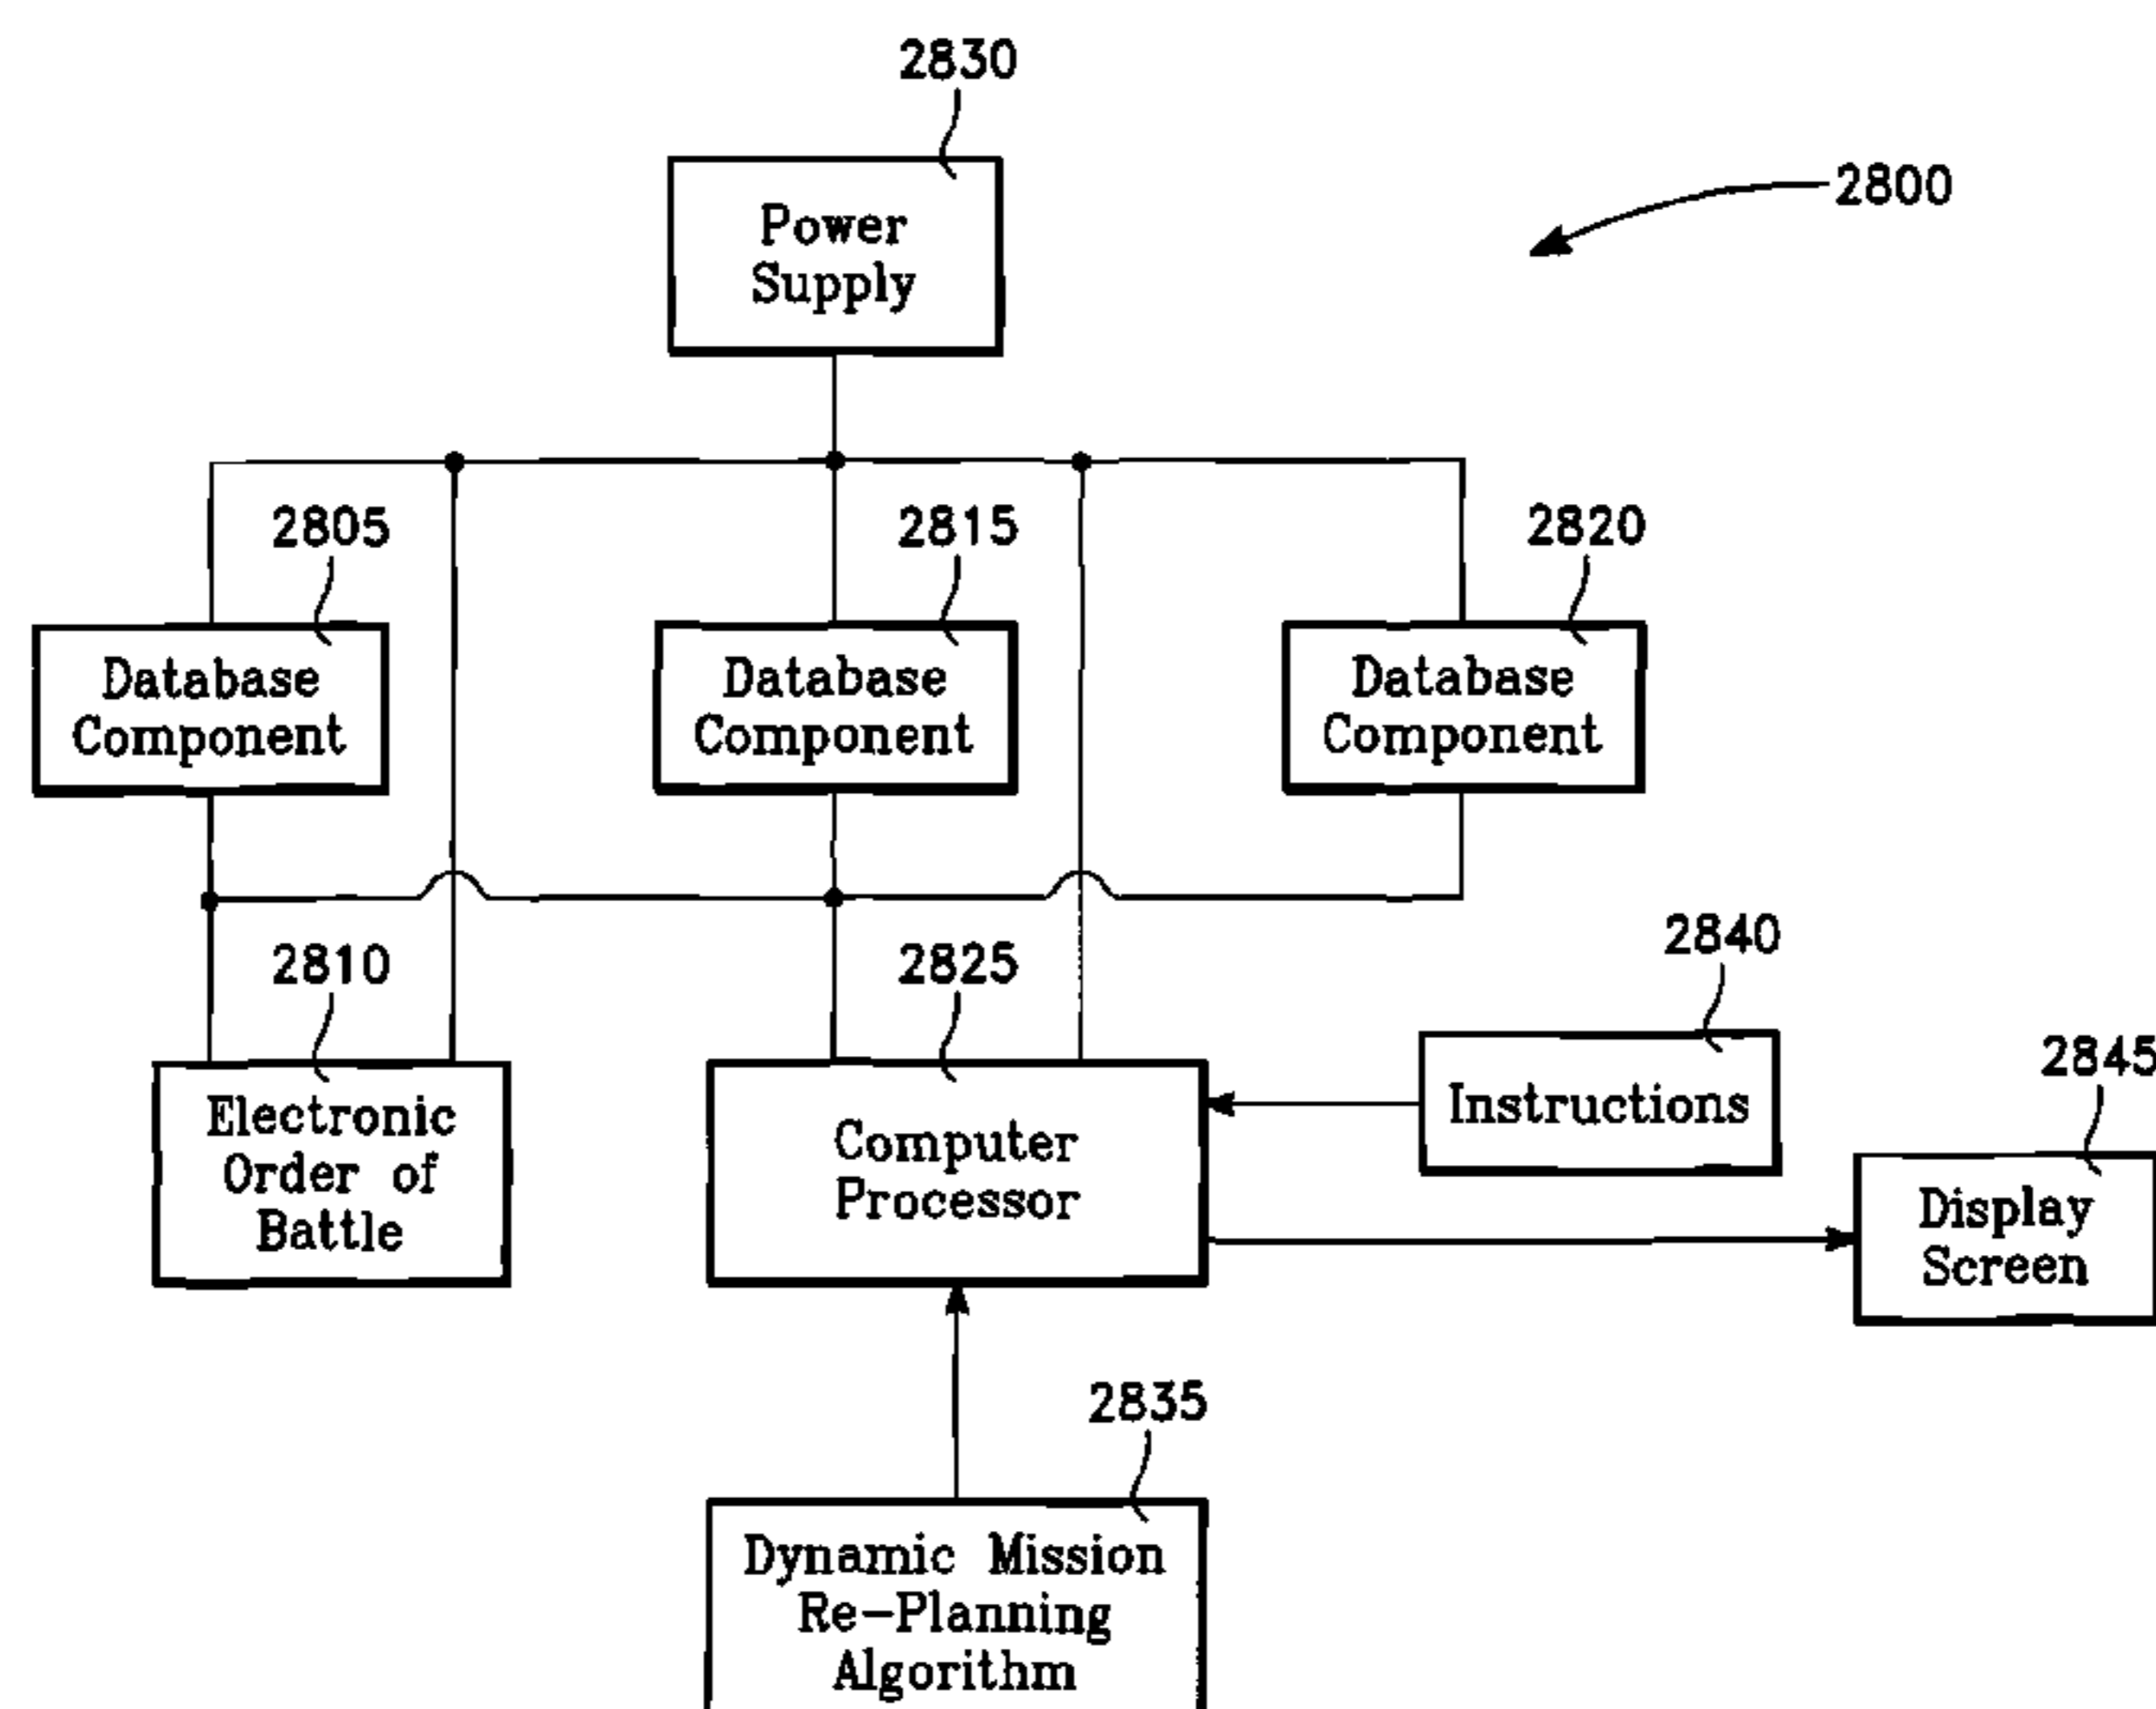 2830
2800
Power
Supply
2805
2815
2820
Database
Component
Database
Component
Database
Component
2810
2825
2840
2845
Electronic
Order of
Battle
Computer
Processor
Instructions
Display
Screen
2835
Dynamic Mission
Re-Planning
Algorithm